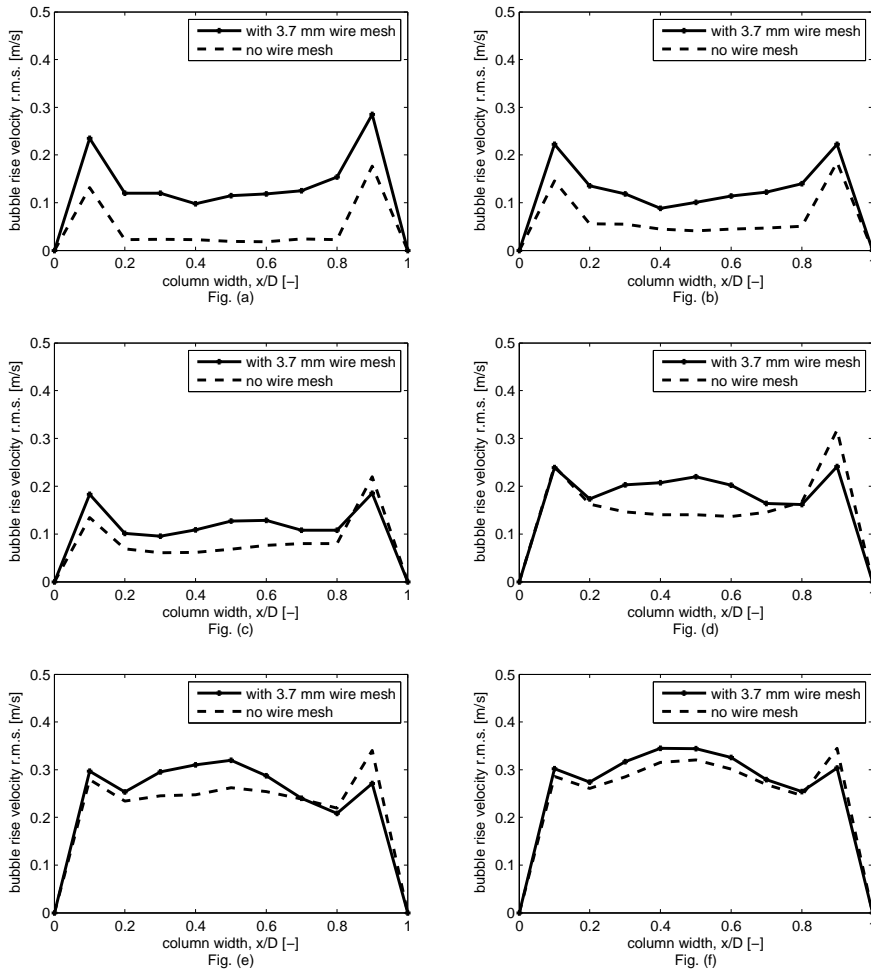 0.5
0.4
0.3
0.2
0.1
0
bubble rise velocity r.m.s. [m/s]
with 3.7 mm wire mesh
no wire mesh
0 0.2 0.4 0.6 0.8 1
column width, x/D [−]
Fig. (a)
0.5
0.4
0.3
0.2
0.1
0
bubble rise velocity r.m.s. [m/s]
with 3.7 mm wire mesh
no wire mesh
0 0.2 0.4 0.6 0.8 1
column width, x/D [−]
Fig. (b)
0.5
0.4
0.3
0.2
0.1
0
bubble rise velocity r.m.s. [m/s]
with 3.7 mm wire mesh
no wire mesh
0 0.2 0.4 0.6 0.8 1
column width, x/D [−]
Fig. (c)
0.5
0.4
0.3
0.2
0.1
0
bubble rise velocity r.m.s. [m/s]
with 3.7 mm wire mesh
no wire mesh
0 0.2 0.4 0.6 0.8 1
column width, x/D [−]
Fig. (d)
0.5
0.4
0.3
0.2
0.1
0
bubble rise velocity r.m.s. [m/s]
with 3.7 mm wire mesh
no wire mesh
0 0.2 0.4 0.6 0.8 1
column width, x/D [−]
Fig. (e)
0.5
0.4
0.3
0.2
0.1
0
bubble rise velocity r.m.s. [m/s]
with 3.7 mm wire mesh
no wire mesh
0 0.2 0.4 0.6 0.8 1
column width, x/D [−]
Fig. (f)